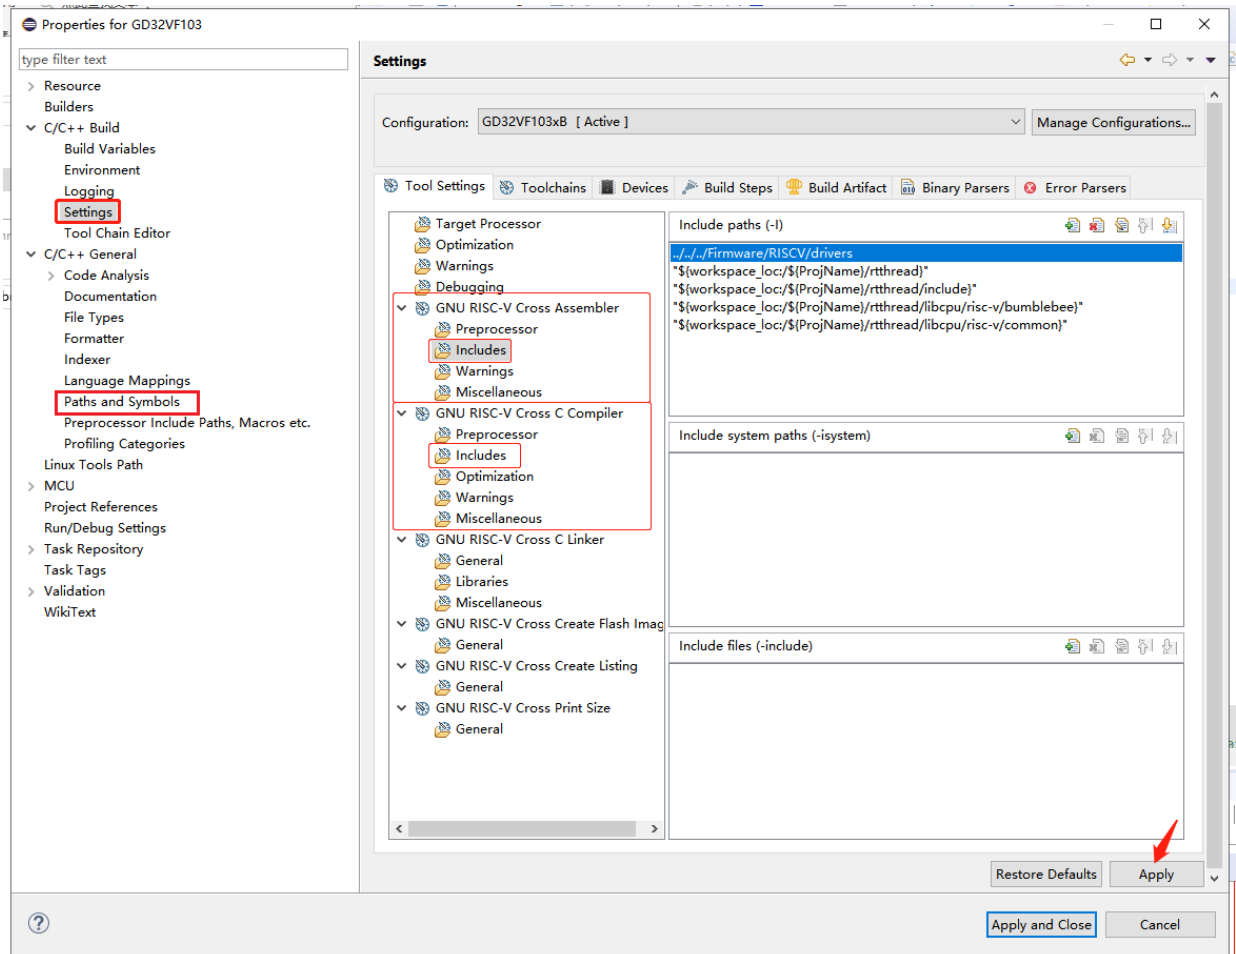 Properties for GD32VF103
type filter text
Resource
Builders
C/C++ Build
Build Variables
Environment
Logging
Settings
Tool Chain Editor
C/C++ General
Code Analysis
Documentation
File Types
Formatter
Indexer
Language Mappings
Paths and Symbols
Preprocessor Include Paths, Macros etc.
Profiling Categories
Linux Tools Path
MCU
Project References
Run/Debug Settings
Task Repository
Task Tags
Validation
WikiText
Settings
Configuration:
GD32VF103xB [ Active ]
Manage Configurations...
Tool Settings
Toolchains
Devices
Build Steps
Build Artifact
Binary Parsers
Error Parsers
Target Processor
Optimization
Warnings
Debugging
GNU RISC-V Cross Assembler
Preprocessor
Includes
Warnings
Miscellaneous
GNU RISC-V Cross C Compiler
Preprocessor
Includes
Optimization
Warnings
Miscellaneous
GNU RISC-V Cross C Linker
General
Libraries
Miscellaneous
GNU RISC-V Cross Create Flash Imag
General
GNU RISC-V Cross Create Listing
General
GNU RISC-V Cross Print Size
General
Include paths (-I)
../../../Firmware/RISCV/drivers
"${workspace_loc:/${ProjName}/rtthread}"
"${workspace_loc:/${ProjName}/rtthread/include}"
"${workspace_loc:/${ProjName}/rtthread/libcpu/risc-v/bumblebee}"
"${workspace_loc:/${ProjName}/rtthread/libcpu/risc-v/common}"
Include system paths (-isystem)
Include files (-include)
Restore Defaults
Apply
Apply and Close
Cancel